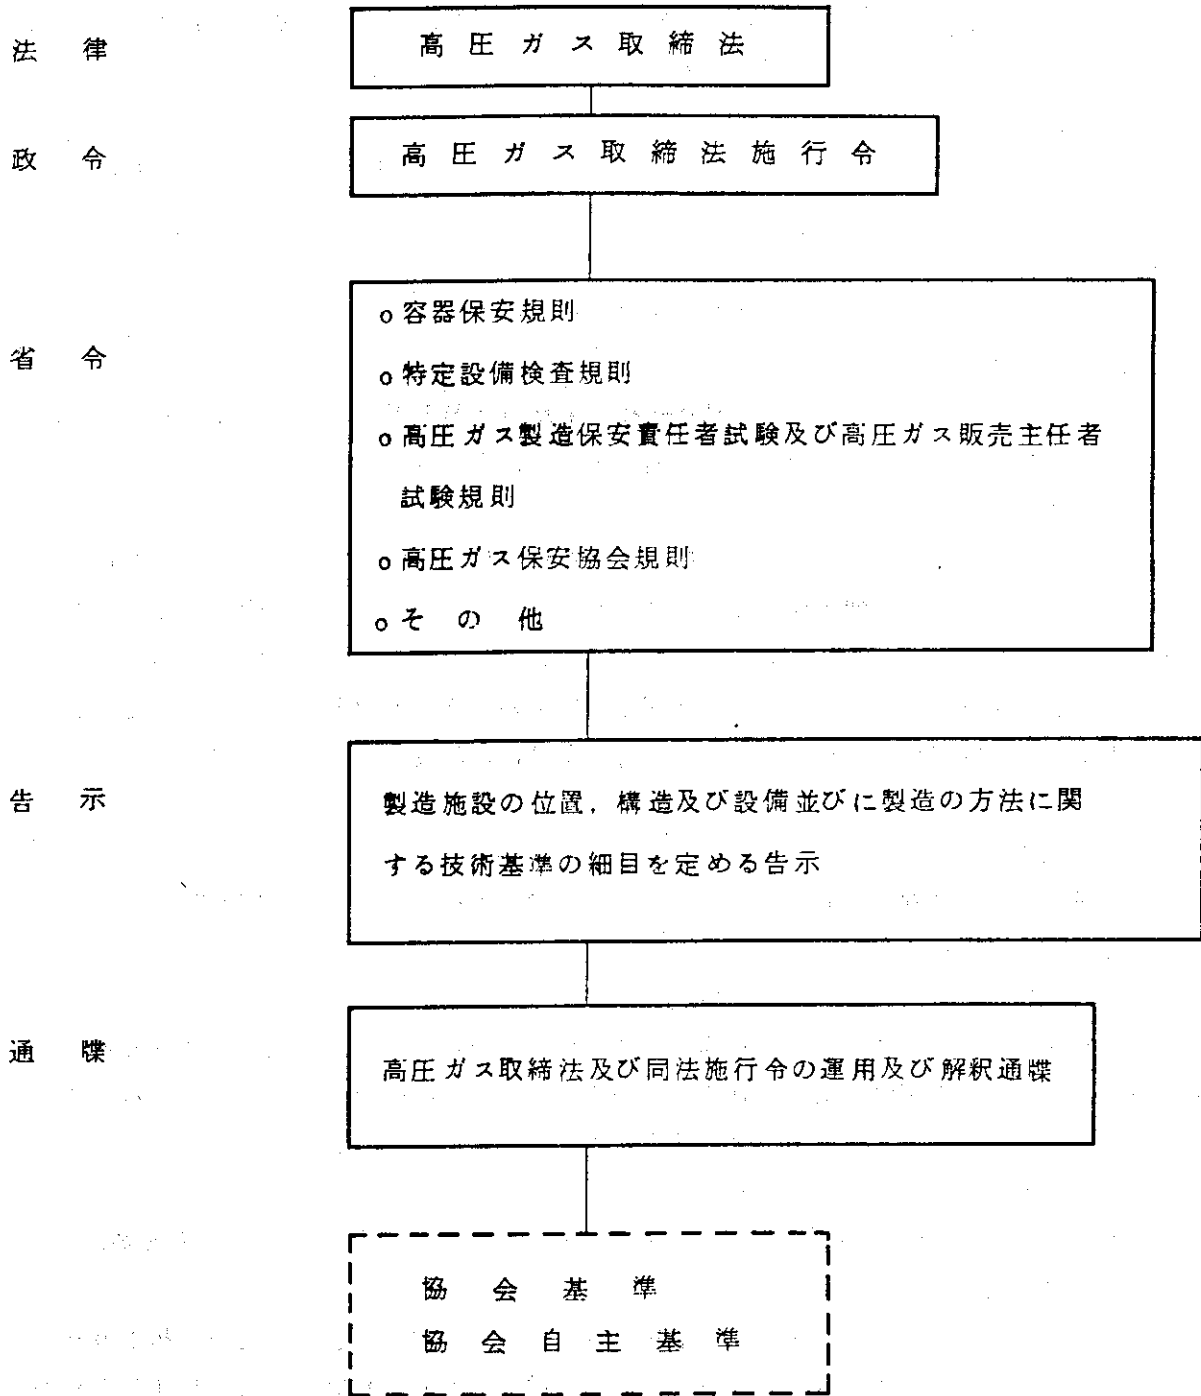 法律
高圧ガス取締法
政令
高圧ガス取締法施行令
省令
o容器保安規則
o特定設備検査規則
o高圧ガス製造保安責任者試験及び高圧ガス販売主任者
試験規則
o高圧ガス保安協会規則
oその他
告示
製造施設の位置，構造及び設備並びに製造の方法に関
する技術基準の細目を定める告示
通牒
高圧ガス取締法及び同法施行令の運用及び解釈通牒
協会基準
協会自主基準